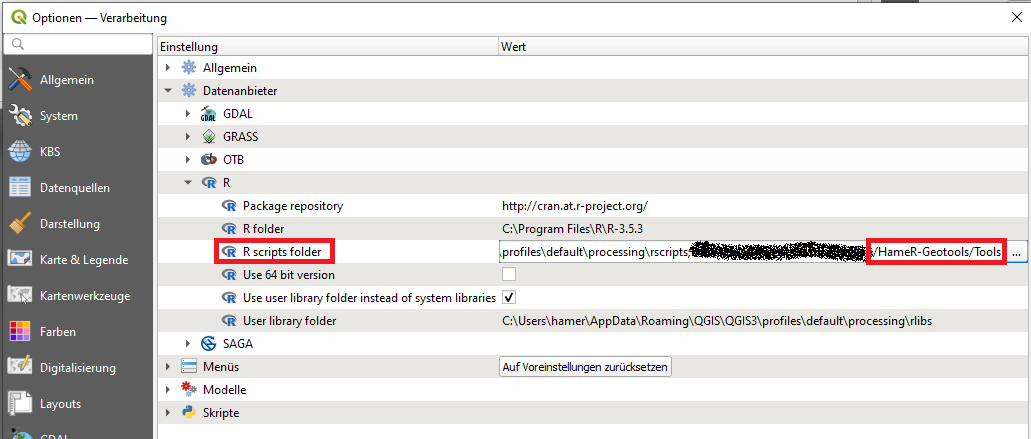 Optionen — Verarbeitung
Einstellung Wert
Allgemein
Datenanbieter
GDAL
GRASS
OTB
R
Package repository http://cran.at.r-project.org/
R folder C:\Program Files\R\R-3.5.3
R scripts folder \profiles\default\processing\rscripts; /HameR-Geotools/Tools ...
Use 64 bit version
Use user library folder instead of system libraries
User library folder C:\Users\hamer\AppData\Roaming\QGIS\QGIS3\profiles\default\processing\rlibs
SAGA
Menüs Auf Voreinstellungen zurücksetzen
Modelle
Skripte
Allgemein
System
KBS
Datenquellen
Darstellung
Karte & Legende
Kartenwerkzeuge
Farben
Digitalisierung
Layouts
GDAL